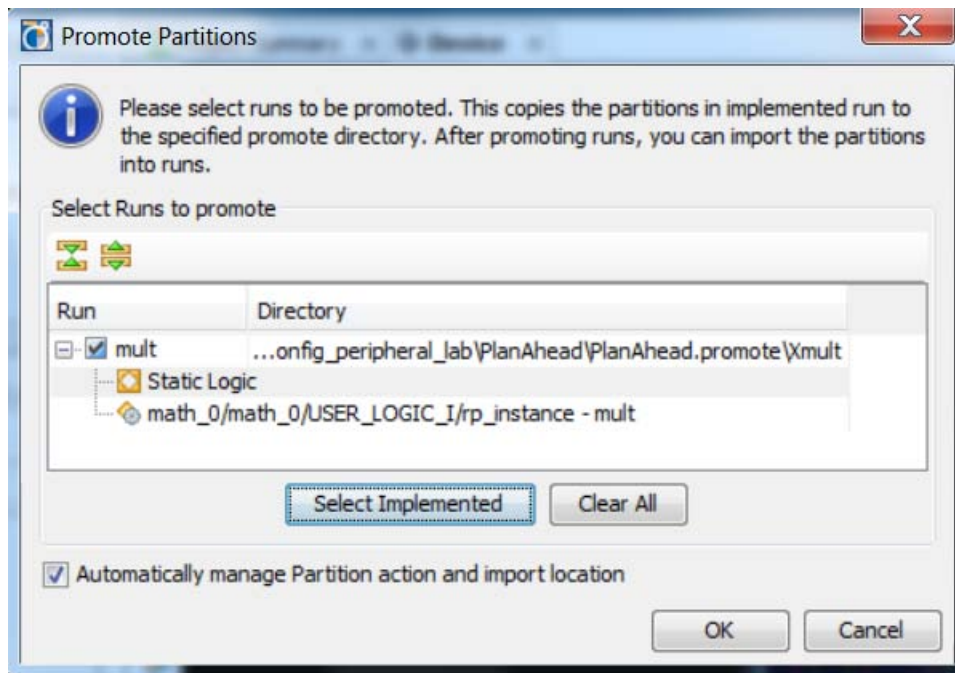 Promote Partitions
Device
Please select runs to be promoted. This copies the partitions in implemented run to
the specified promote directory. After promoting runs, you can import the partitions
into runs.
Select Runs to promote
Run Directory
mult ...onfig_peripheral_lab\PlanAhead\PlanAhead.promote\Xmult
Static Logic
math_0/math_0/USER_LOGIC_I/rp_instance - mult
Select Implemented Clear All
Automatically manage Partition action and import location
OK Cancel